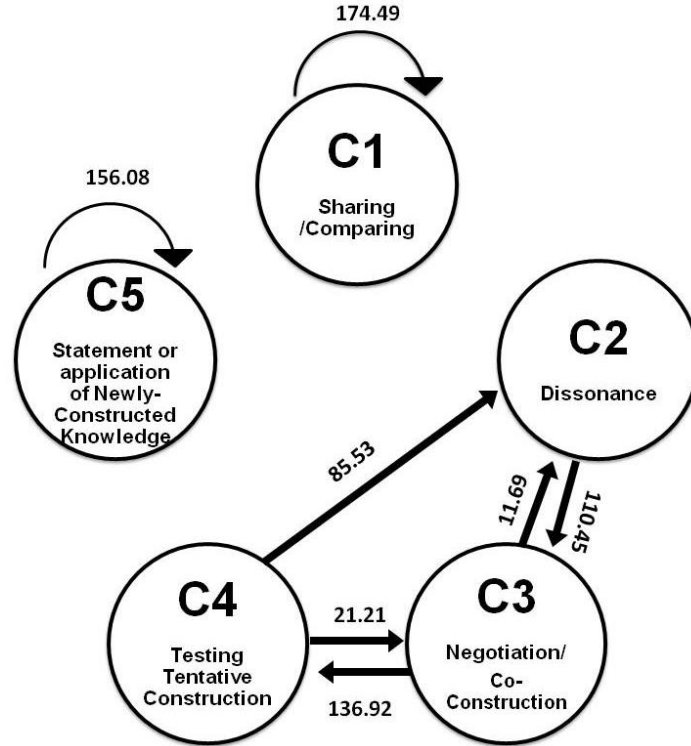 174.49
C1
Sharing
/Comparing
156.08
C5
Statement or
application
of Newly-
Constructed
Knowledge
C2
Dissonance
85.53
11.69
110.45
C4
Testing
Tentative
Construction
21.21
136.92
C3
Negotiation/
Co-
Construction